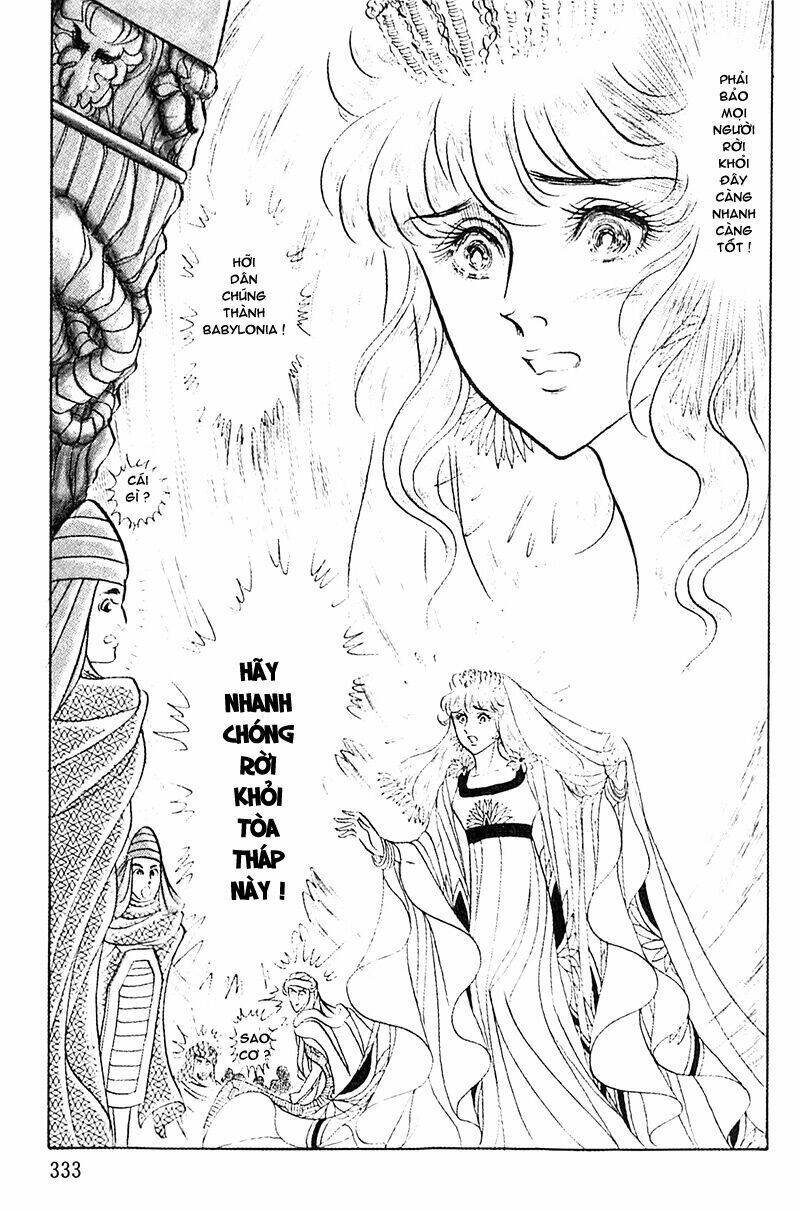 PHẢI
BẢO
MỌI
NGƯỜI
RỜI
KHỎI
ĐÂY
CÀNG
NHANH
CÀNG
TỐT !
HỠI
DÂN
CHÚNG
THÀNH
BABYLONIA !
CÁI
GÌ ?
HÃY
NHANH
CHÓNG
RỜI
KHỎI
TÒA
THÁP
NÀY !
SAO
CƠ ?
333